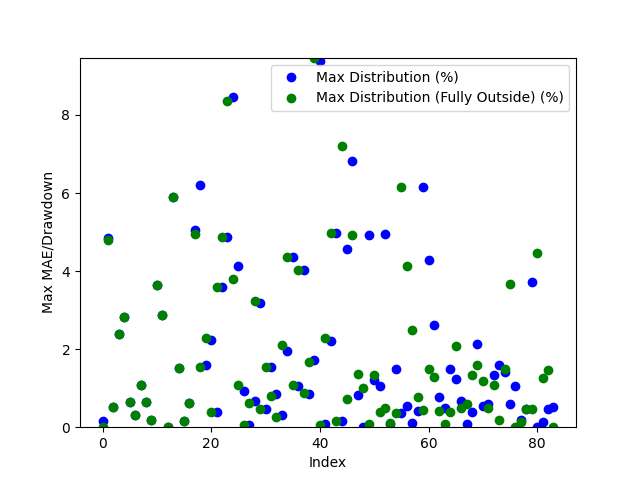 Max Distribution (%)
Max Distribution (Fully Outside) (%)
8
6
4
2
0
Max MAE/Drawdown
0 20 40 60 80
Index